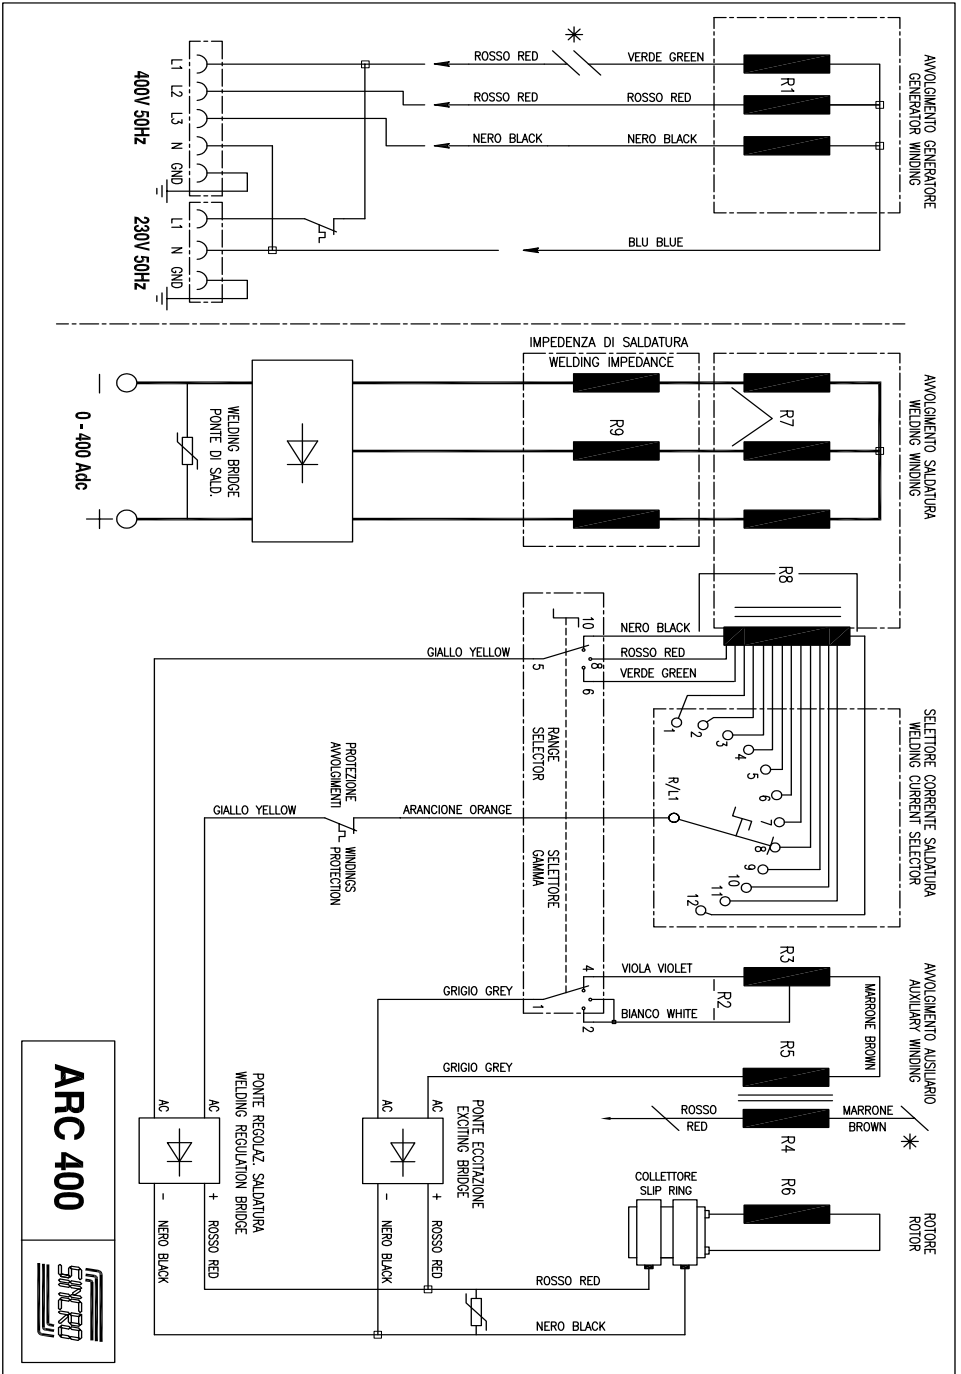 AVVOLGIMENTO GENERATORE
GENERATOR WINDING
VERDE GREEN
ROSSO RED
R1
ROSSO RED
ROSSO RED
NERO BLACK
NERO BLACK
BLU BLUE
L1
L2
L3
N
GND
400V 50Hz
L1
N
GND
230V 50Hz
IMPEDENZA DI SALDATURA
WELDING IMPEDANCE
AVVOLGIMENTO SALDATURA
WELDING WINDING
R7
R9
R8
WELDING BRIDGE
PONTE DI SALD.
–
0 - 400 Adc
+
NERO BLACK
ROSSO RED
VERDE GREEN
GIALLO YELLOW
10
8
6
5
RANGE
SELECTOR
SELETTORE
GAMMA
SELETTORE CORRENTE SALDATURA
WELDING CURRENT SELECTOR
1
2
3
4
5
6
7
8
9
10
11
12
R/L1
PROTEZIONE
AVVOLGIMENTI
WINDINGS
PROTECTION
GIALLO YELLOW
ARANCIONE ORANGE
AVVOLGIMENTO AUSILIARIO
AUXILIARY WINDING
R3
VIOLA VIOLET
R2
BIANCO WHITE
MARRONE BROWN
4
2
1
GRIGIO GREY
GRIGIO GREY
R5
ROSSO
RED
MARRONE
BROWN
R4
R6
ROTORE
ROTOR
COLLETTORE
SLIP RING
PONTE ECCITAZIONE
EXCITING BRIDGE
AC
AC
+
-
ROSSO RED
NERO BLACK
PONTE REGOLAZ. SALDATURA
WELDING REGULATION BRIDGE
AC
AC
+
-
ROSSO RED
NERO BLACK
ROSSO RED
NERO BLACK
ARC 400
SINCRO